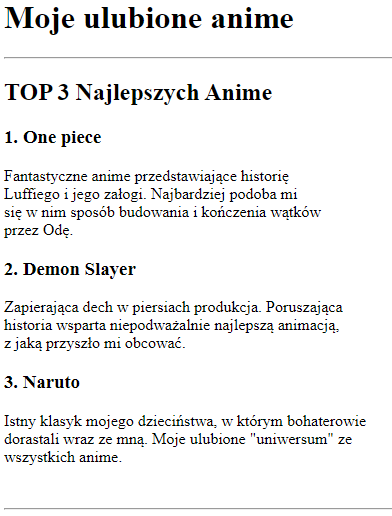 Moje ulubione anime
TOP 3 Najlepszych Anime
1. One piece
Fantastyczne anime przedstawiające historię
Luffiego i jego załogi. Najbardziej podoba mi
się w nim sposób budowania i kończenia wątków
przez Odę.
2. Demon Slayer
Zapierająca dech w piersiach produkcja. Poruszająca
historia wsparta niepodważalnie najlepszą animacją,
z jaką przyszło mi obcować.
3. Naruto
Istny klasyk mojego dzieciństwa, w którym bohaterowie
dorastali wraz ze mną. Moje ulubione "uniwersum" ze
wszystkich anime.